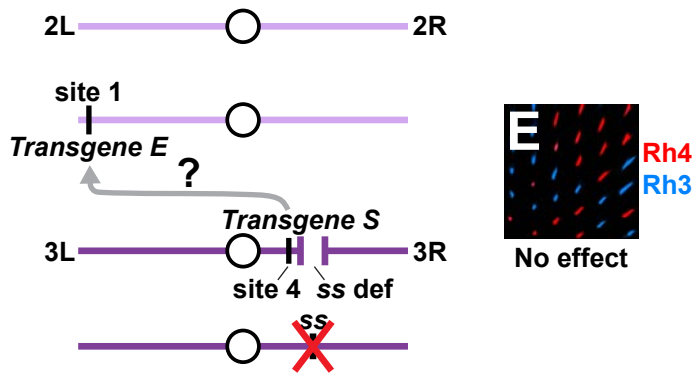 2L 2R
site 1
Transgene E
?
Transgene S
3L 3R
site 4 ss def
ss
E
Rh4
Rh3
No effect